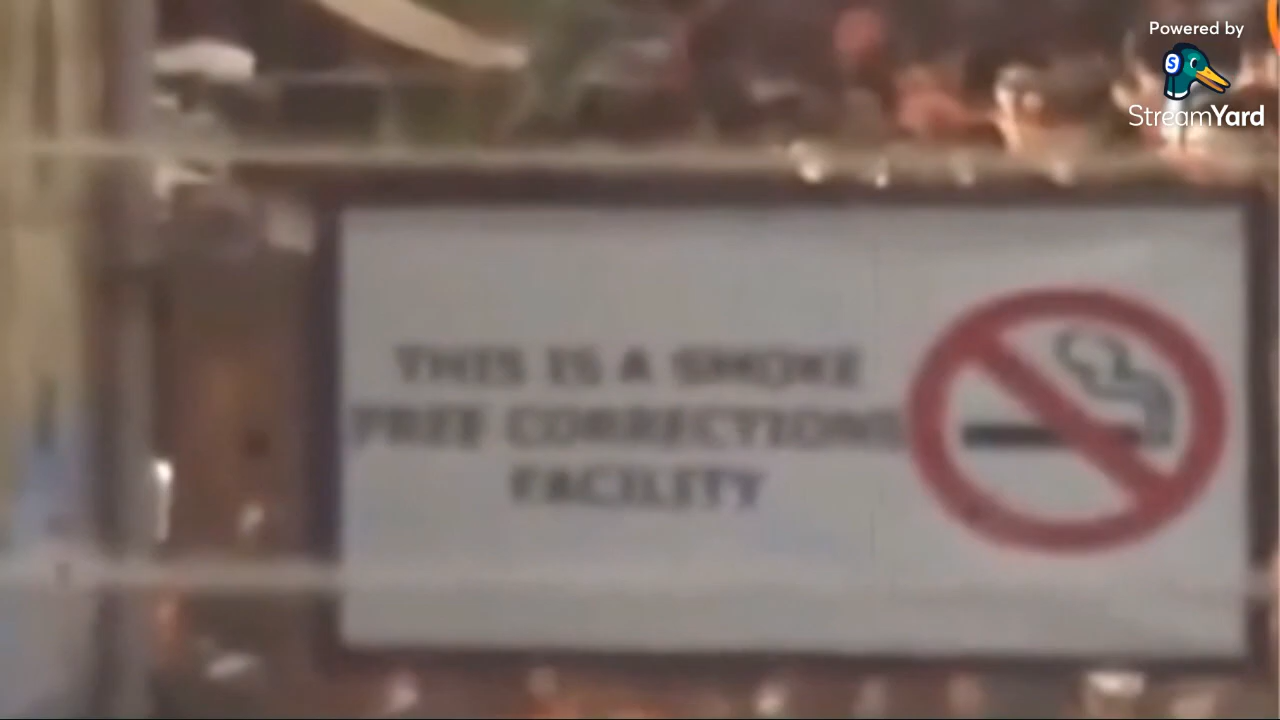 Powered by
StreamYard
THIS IS A SMOKE
FREE CORRECTIONS
FACILITY